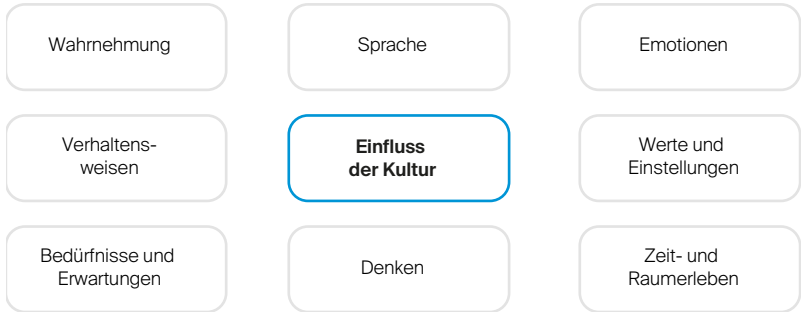 Wahrnehmung
Sprache
Emotionen
Verhaltens-
weisen
Einfluss
der Kultur
Werte und
Einstellungen
Bedürfnisse und
Erwartungen
Denken
Zeit- und
Raumerleben